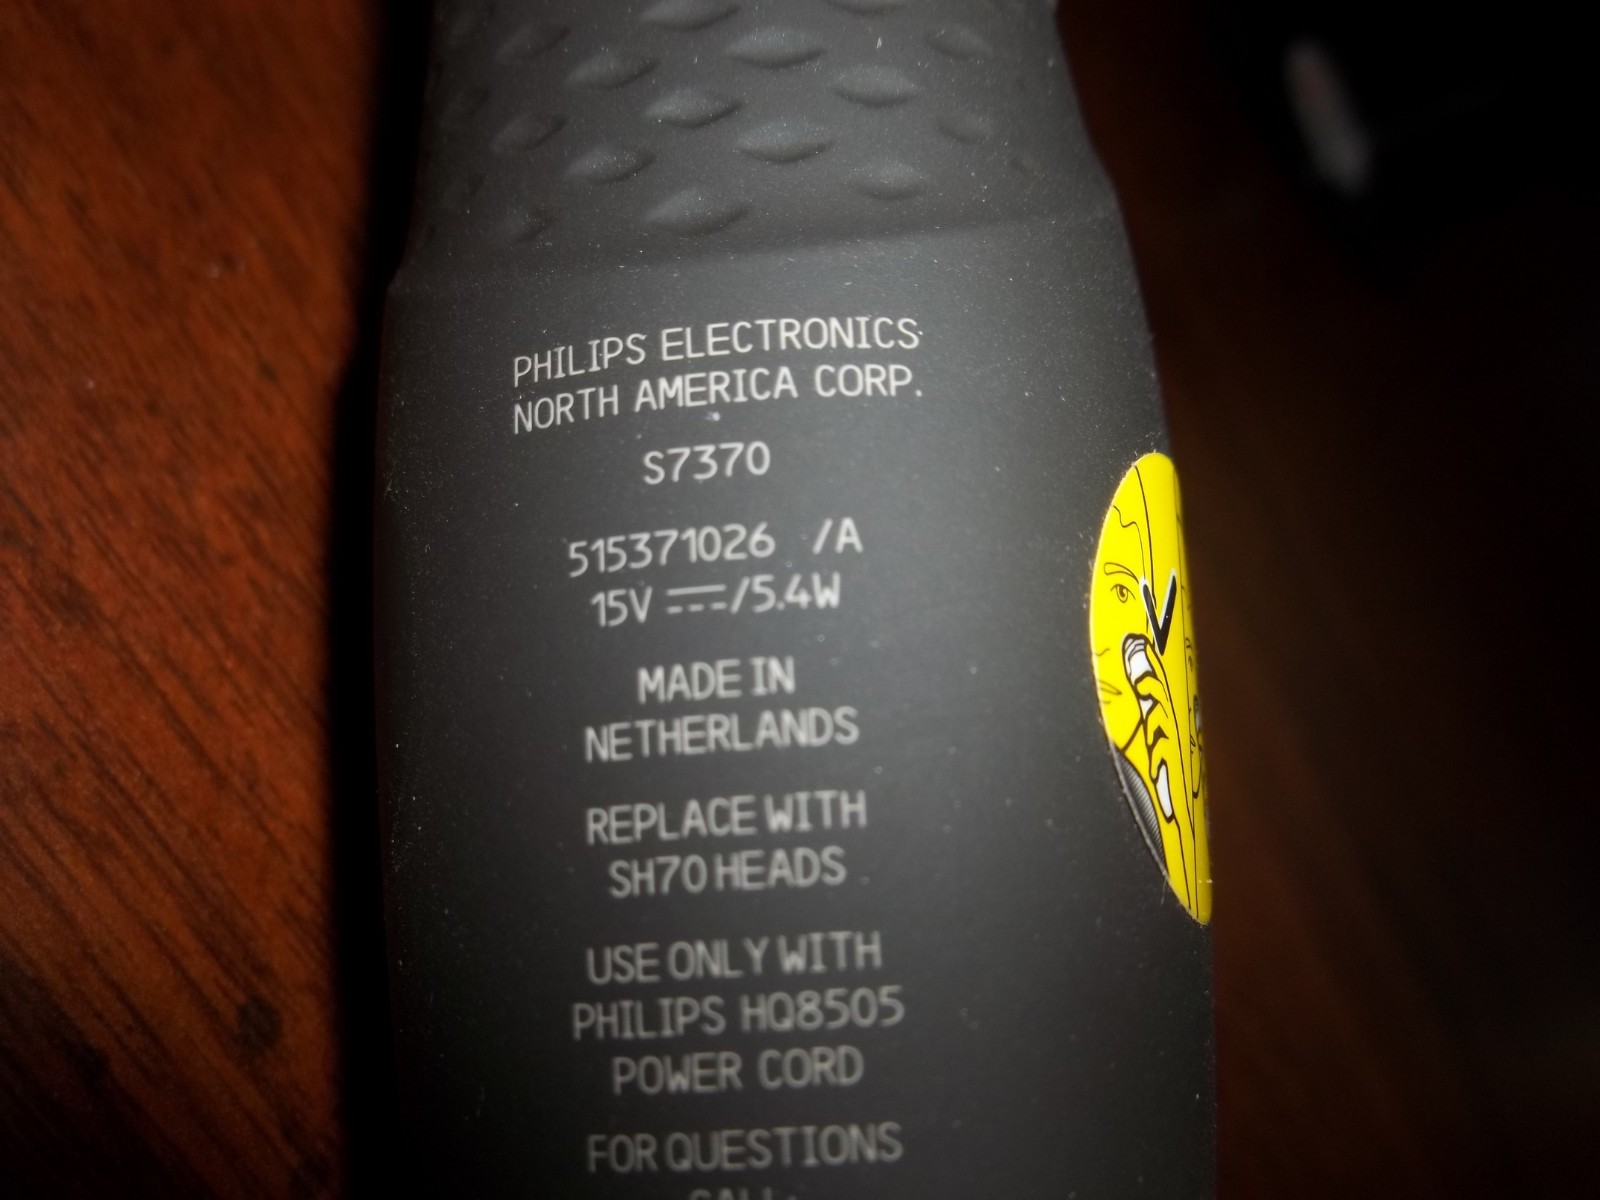 PHILIPS ELECTRONICS
NORTH AMERICA CORP.
S7370
515371026 /A
15V ⎓/5.4W
MADE IN
NETHERLANDS
REPLACE WITH
SH70 HEADS
USE ONLY WITH
PHILIPS HQ8505
POWER CORD
FOR QUESTIONS
CALL: